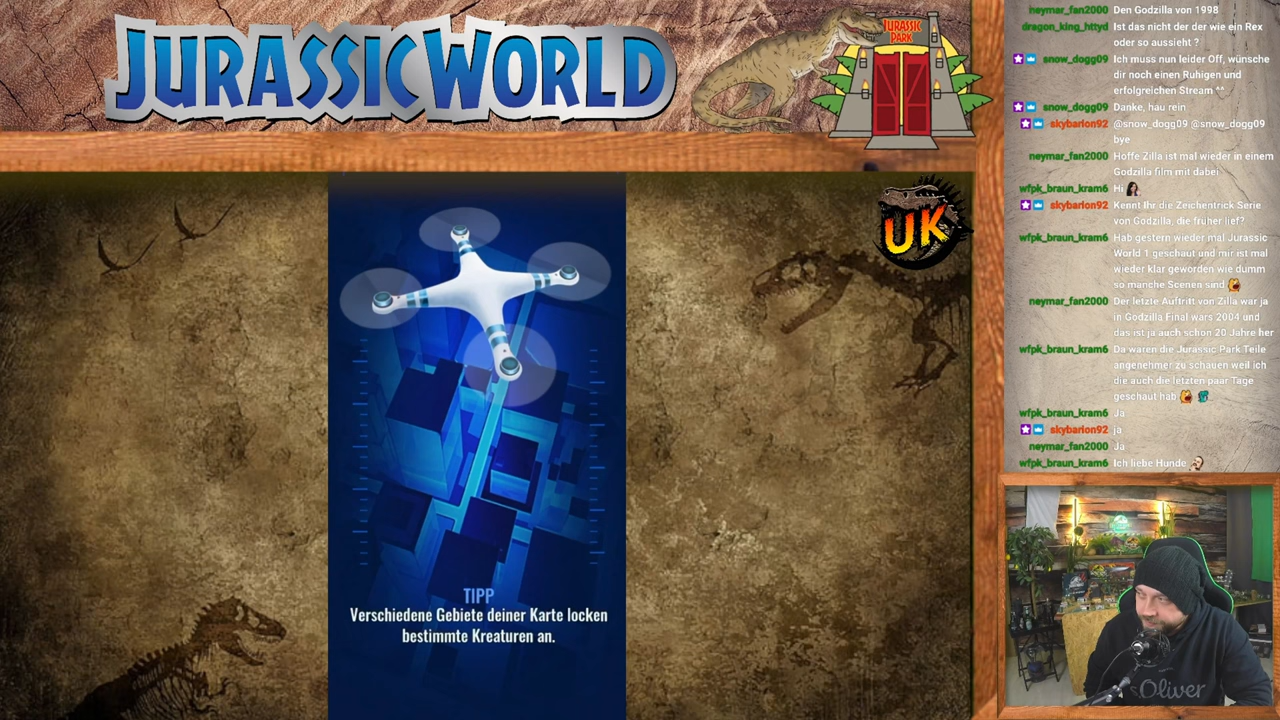 JURASSICWORLD
JURASSIC
PARK
UK
TIPP
Verschiedene Gebiete deiner Karte locken
bestimmte Kreaturen an.
neymar_fan2000 Den Godzilla von 1998
dragon_king_httyd Ist das nicht der der wie ein Rex
oder so aussieht ?
snow_dogg09 Ich muss nun leider Off, wünsche
dir noch einen Ruhigen und
erfolgreichen Stream ^^
snow_dogg09 Danke, hau rein
skybarion92 @snow_dogg09 @snow_dogg09
bye
neymar_fan2000 Hoffe Zilla ist mal wieder in einem
Godzilla film mit dabei
wfpk_braun_kram6 Hi
skybarion92 Kennt Ihr die Zeichentrick Serie
von Godzilla, die früher lief?
wfpk_braun_kram6 Hab gestern wieder mal Jurassic
World 1 geschaut und mir ist mal
wieder klar geworden wie dumm
so manche Scenen sind
neymar_fan2000 Der letzte Auftritt von Zilla war ja
in Godzilla Final wars 2004 und
das ist ja auch schon 20 Jahre her
wfpk_braun_kram6 Da waren die Jurassic Park Teile
angenehmer zu schauen weil ich
die auch die letzten paar Tage
geschaut hab
wfpk_braun_kram6 Ja
skybarion92 ja
neymar_fan2000 Ja
wfpk_braun_kram6 Ich liebe Hunde
sOliver